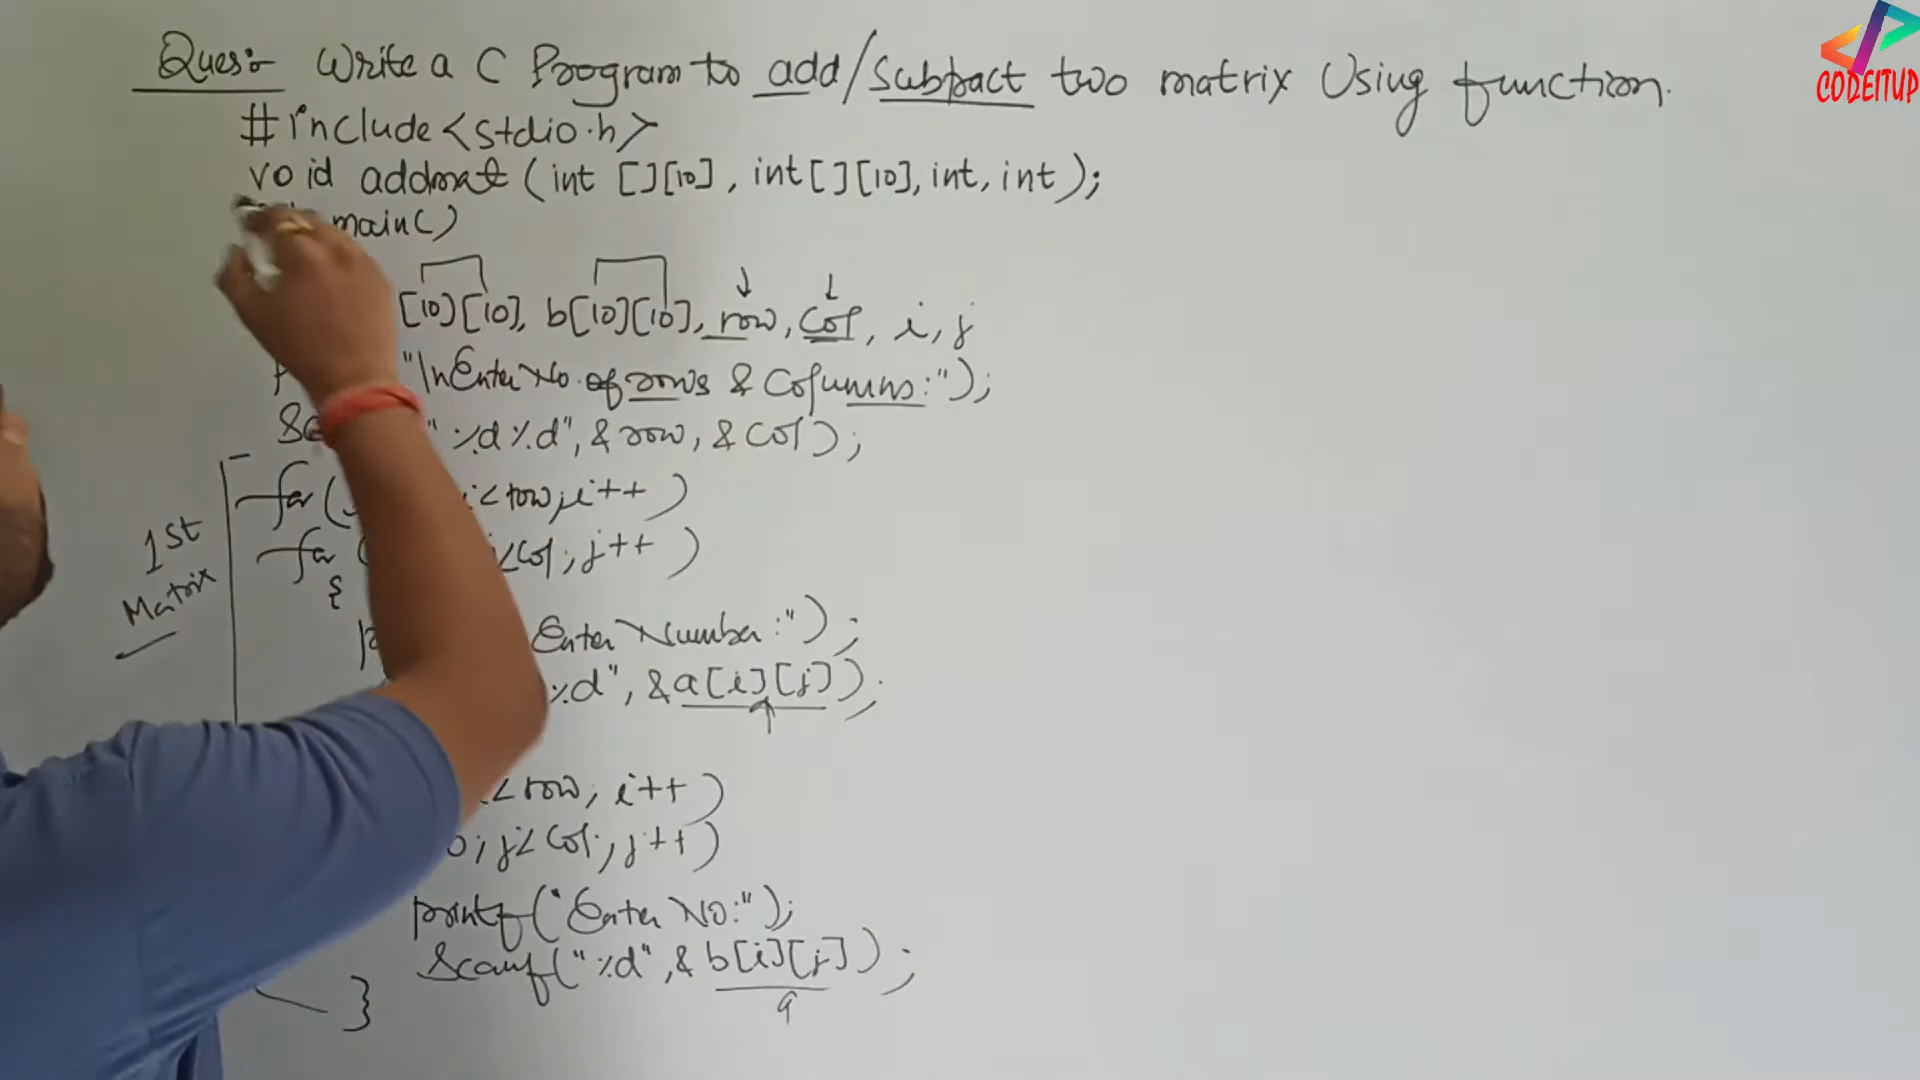 Ques:- Write a C Program to add/Subtract two matrix Using function.
CODEITUP
#include<stdio.h>
void addmat (int [][10], int[][10], int, int);
main()
[10][10], b[10][10], row, Col, i, j
"\nEnter No. of rows & Columns:");
"%d%d", &row, &Col);
for( i<row; i++)
for ( <Col; j++)
{
1st
Matrix
Enter Number:");
%d", &a[i][j]);
<row; i++)
0; j<Col; j++)
printf("Enter No:");
Scanf("%d", &b[i][j]);
}